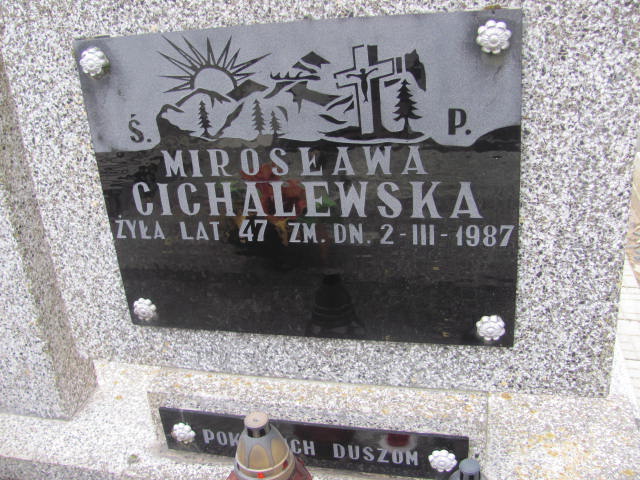 Ś. P.
MIROSŁAWA
CICHALEWSKA
ŻYŁA LAT 47 ZM. DN. 2-III-1987
DUSZOM